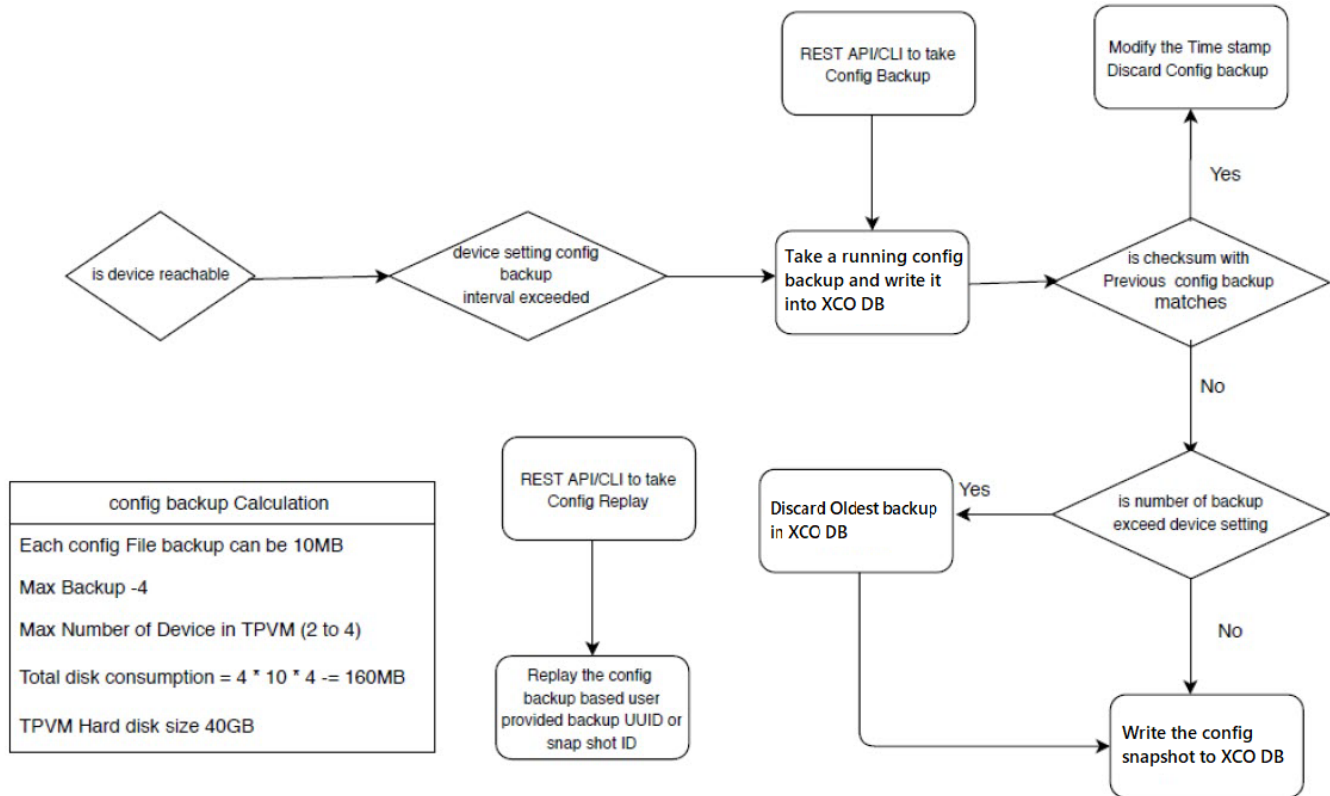 REST API/CLI to take
Config Backup
Modify the Time stamp
Discard Config backup
Yes
is device reachable
device setting config
backup
interval exceeded
Take a running config
backup and write it
into XCO DB
is checksum with
Previous config backup
matches
No
REST API/CLI to take
Config Replay
Discard Oldest backup
in XCO DB
Yes
is number of backup
exceed device setting
No
config backup Calculation
Each config File backup can be 10MB
Max Backup -4
Max Number of Device in TPVM (2 to 4)
Total disk consumption = 4 * 10 * 4 -= 160MB
TPVM Hard disk size 40GB
Replay the config
backup based user
provided backup UUID or
snap shot ID
Write the config
snapshot to XCO DB